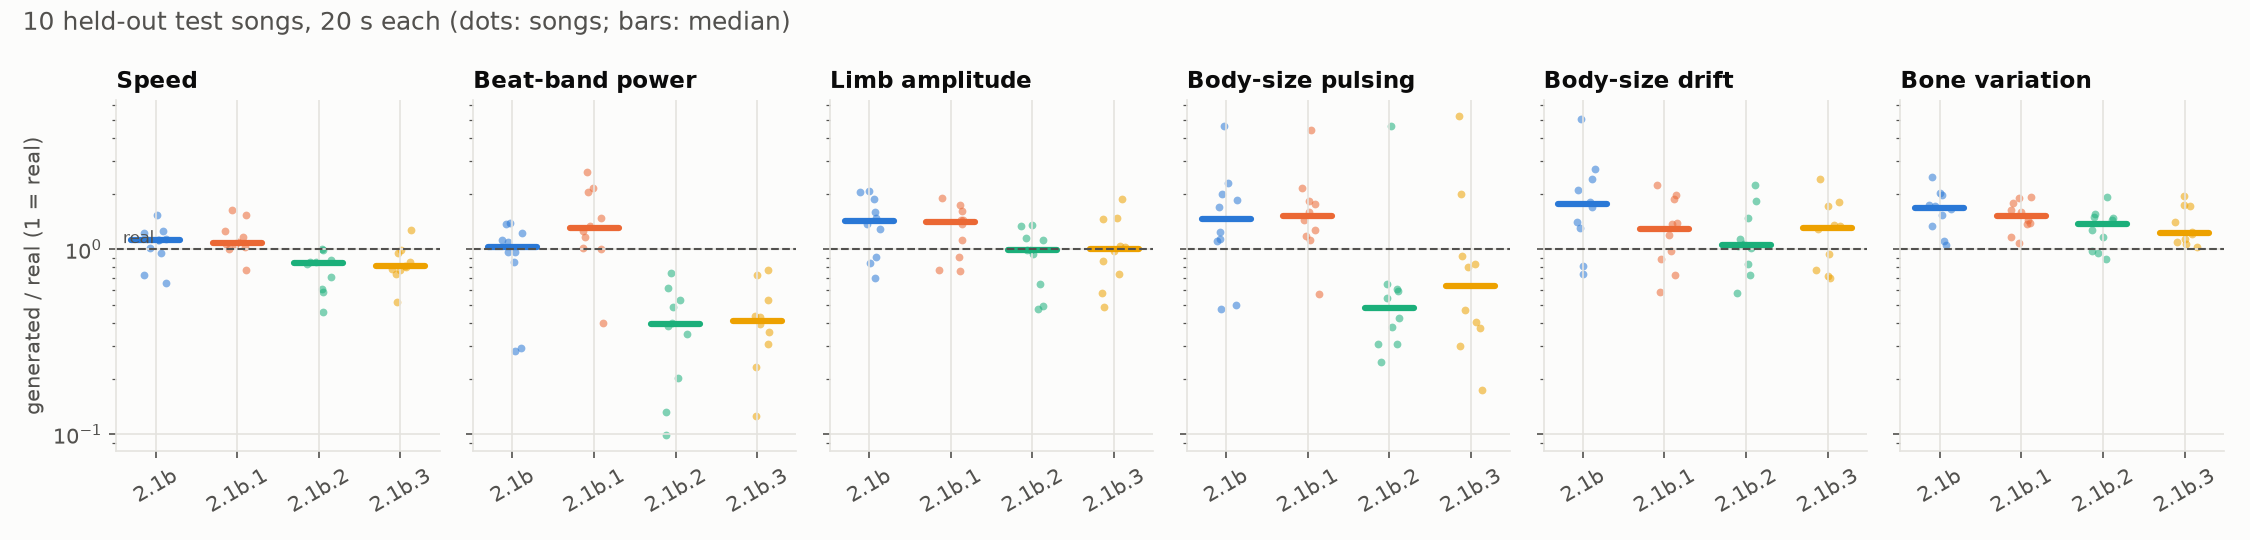 10 held-out test songs, 20 s each (dots: songs; bars: median)
Speed
Beat-band power
Limb amplitude
Body-size pulsing
Body-size drift
Bone variation
generated / real (1 = real)
10⁰
10⁻¹
real
2.1b 2.1b.1 2.1b.2 2.1b.3
2.1b 2.1b.1 2.1b.2 2.1b.3
2.1b 2.1b.1 2.1b.2 2.1b.3
2.1b 2.1b.1 2.1b.2 2.1b.3
2.1b 2.1b.1 2.1b.2 2.1b.3
2.1b 2.1b.1 2.1b.2 2.1b.3